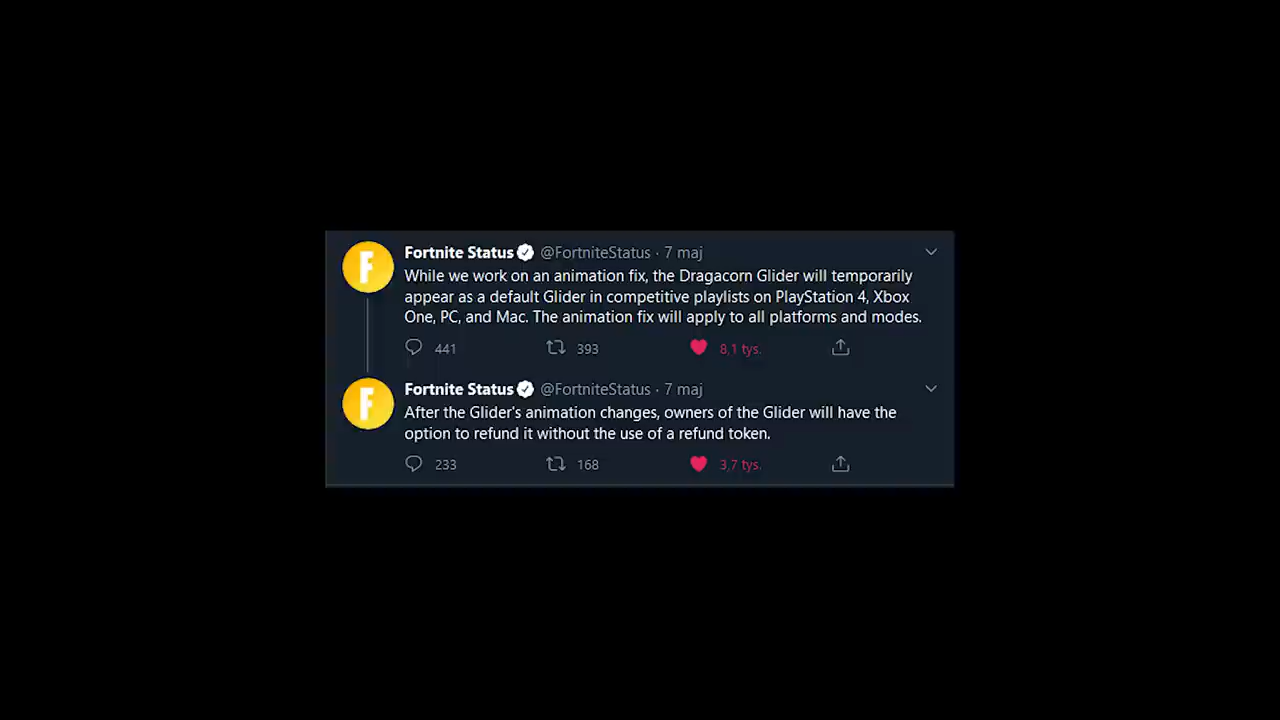 Fortnite Status @FortniteStatus · 7 maj
While we work on an animation fix, the Dragacorn Glider will temporarily
appear as a default Glider in competitive playlists on PlayStation 4, Xbox
One, PC, and Mac. The animation fix will apply to all platforms and modes.
441 393 8,1 tys.
Fortnite Status @FortniteStatus · 7 maj
After the Glider's animation changes, owners of the Glider will have the
option to refund it without the use of a refund token.
233 168 3,7 tys.